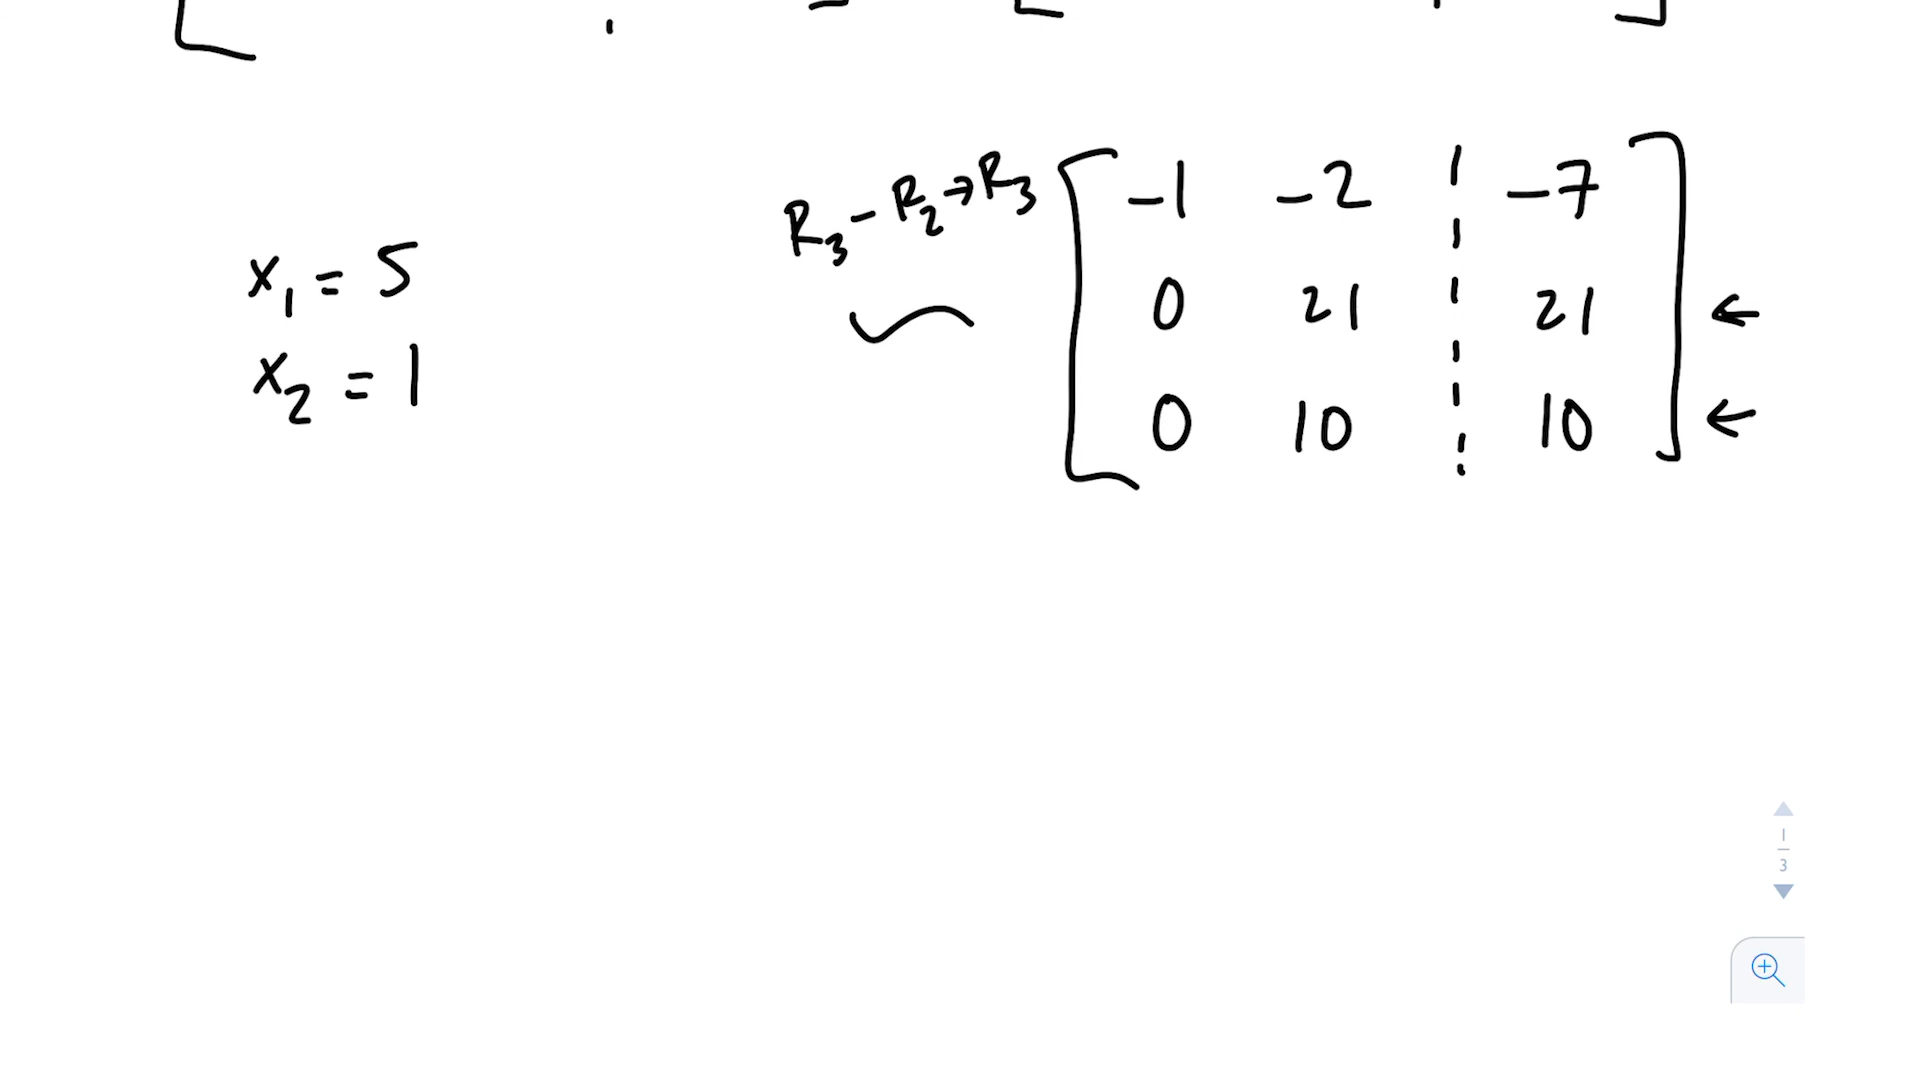 R₃ - R₂ → R₃
-1 -2 -7
0 21 21 ←
0 10 10 ←
x₁ = 5
x₂ = 1
1
3